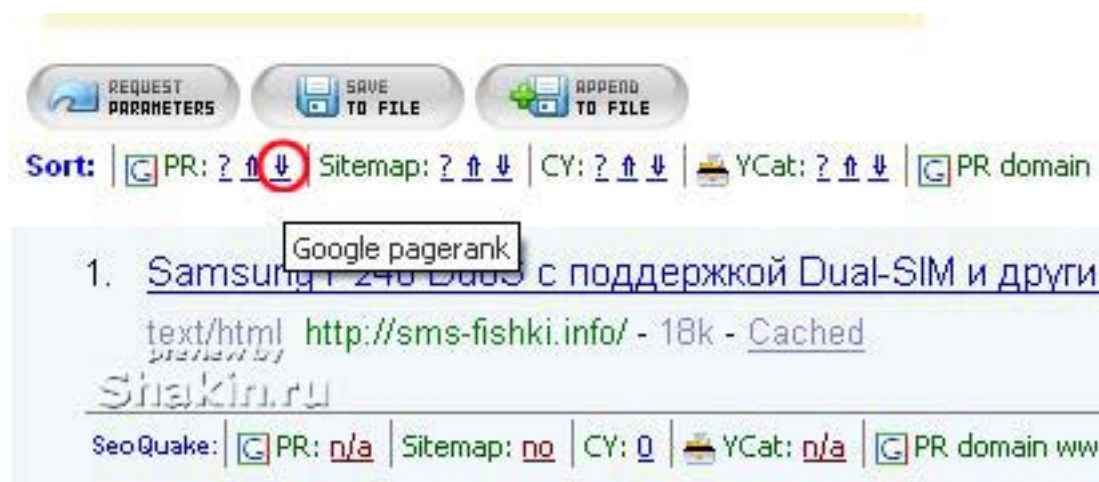 REQUEST PARAMETERS SAVE TO FILE APPEND TO FILE
Sort: PR: ? ⇑ ⇓ Sitemap: ? ⇑ ⇓ CY: ? ⇑ ⇓ YCat: ? ⇑ ⇓ PR domain
Google pagerank
1. Samsung с поддержкой Dual-SIM и други
text/html http://sms-fishki.info/ - 18k - Cached
preview by
Shakin.ru
SeoQuake: PR: n/a Sitemap: no CY: 0 YCat: n/a PR domain ww